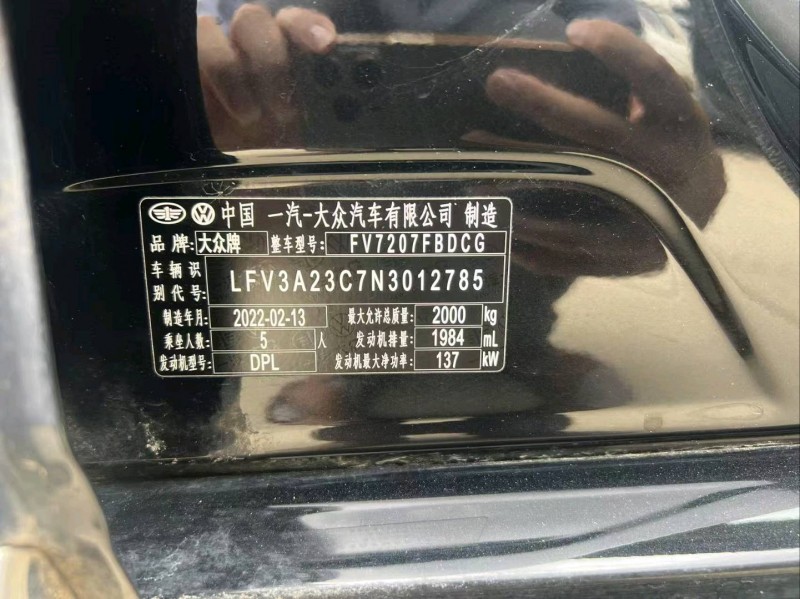 中国 一汽-大众汽车有限公司 制造
品牌: 大众牌 整车型号: FV7207FBDCG
车辆识别代号: LFV3A23C7N3012785
制造年月: 2022-02-13 最大允许总质量: 2000 kg
乘坐人数: 5 人 发动机排量: 1984 mL
发动机型号: DPL 发动机最大净功率: 137 kW